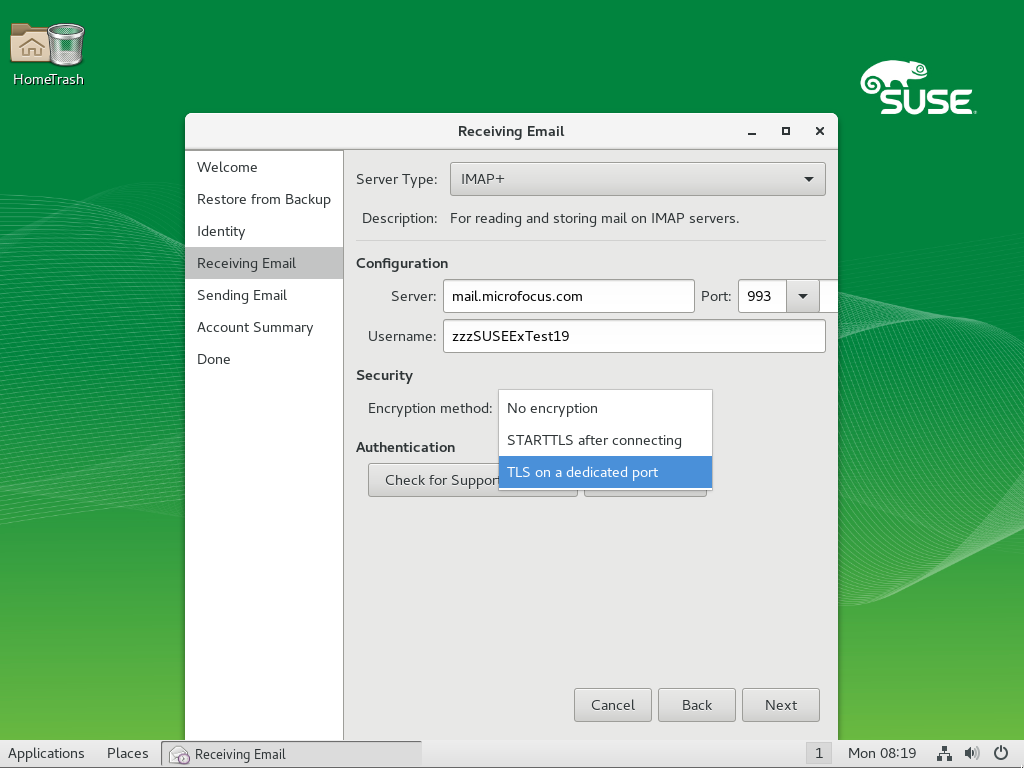 Home Trash
SUSE
Receiving Email
Welcome
Restore from Backup
Identity
Receiving Email
Sending Email
Account Summary
Done
Server Type: IMAP+
Description: For reading and storing mail on IMAP servers.
Configuration
Server: mail.microfocus.com Port: 993
Username: zzzSUSEExTest19
Security
Encryption method: No encryption
STARTTLS after connecting
TLS on a dedicated port
Authentication
Check for Support
Cancel Back Next
Applications Places Receiving Email 1 Mon 08:19